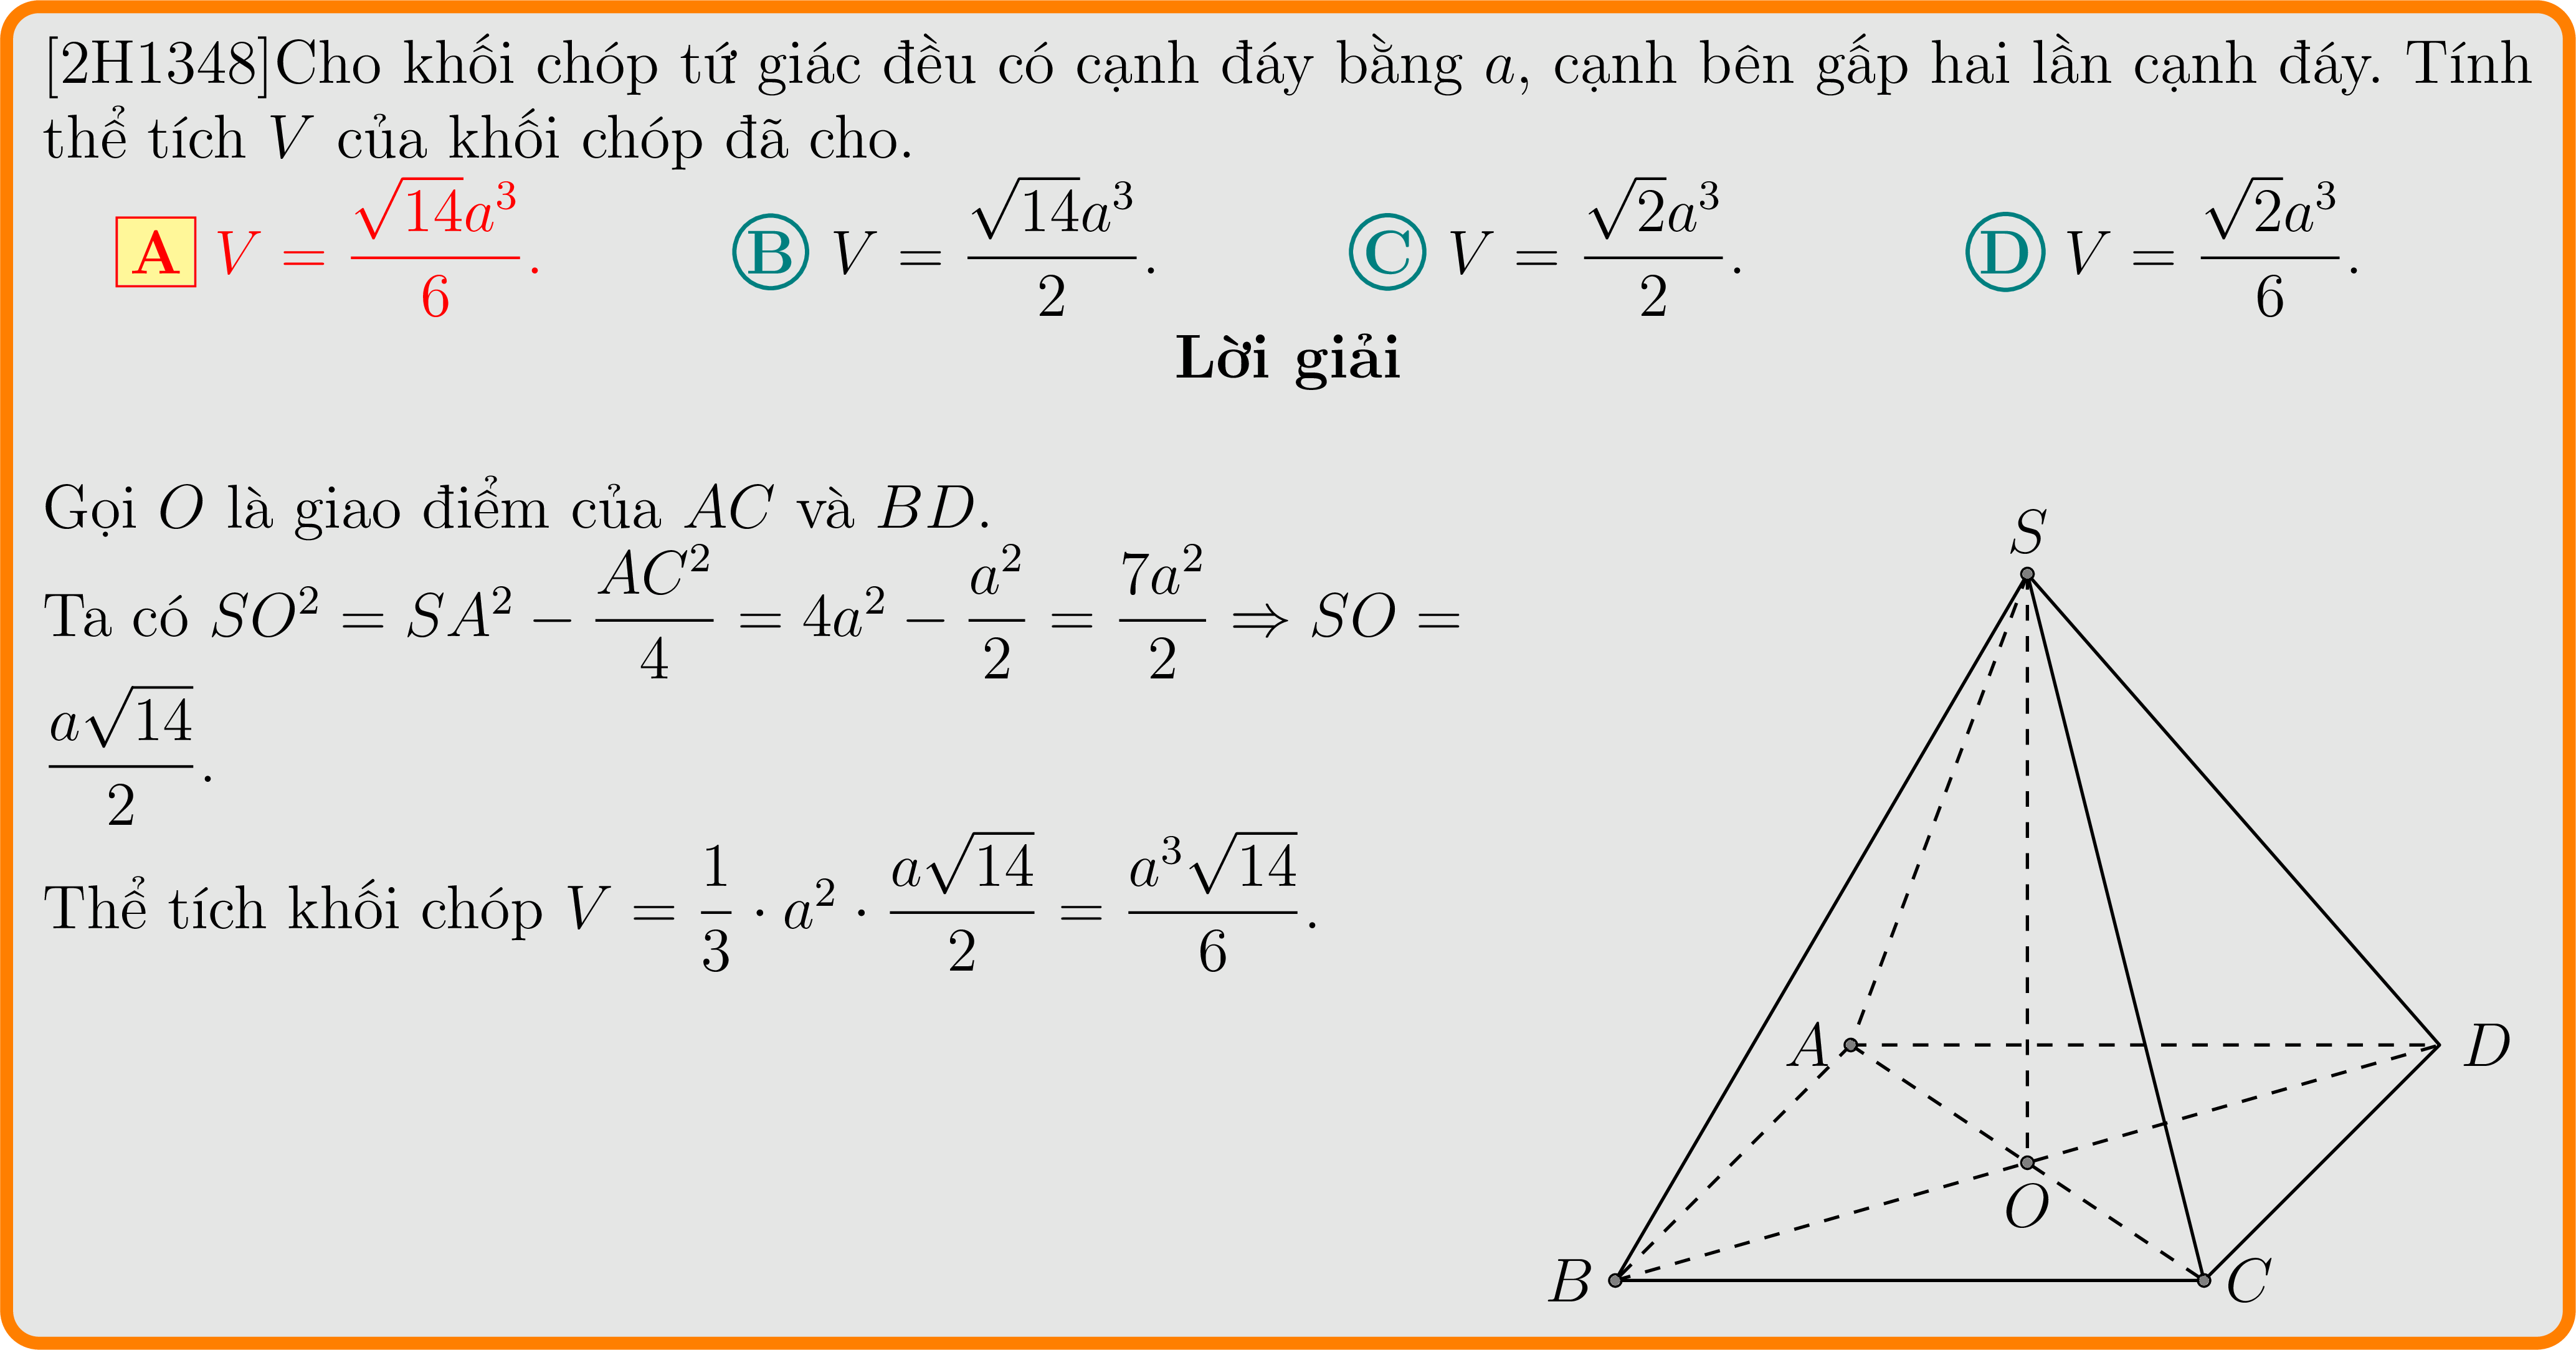 [2H1348]Cho khối chóp tứ giác đều có cạnh đáy bằng a, cạnh bên gấp hai lần cạnh đáy. Tính
thể tích V của khối chóp đã cho.
A V = \frac{\sqrt{14}a^3}{6}. B V = \frac{\sqrt{14}a^3}{2}. C V = \frac{\sqrt{2}a^3}{2}. D V = \frac{\sqrt{2}a^3}{6}.
Lời giải
Gọi O là giao điểm của AC và BD.
Ta có SO^2 = SA^2 − \frac{AC^2}{4} = 4a^2 − \frac{a^2}{2} = \frac{7a^2}{2} ⇒ SO =
\frac{a\sqrt{14}}{2}.
Thể tích khối chóp V = \frac{1}{3} · a^2 · \frac{a\sqrt{14}}{2} = \frac{a^3\sqrt{14}}{6}.
S
A
D
O
B
C